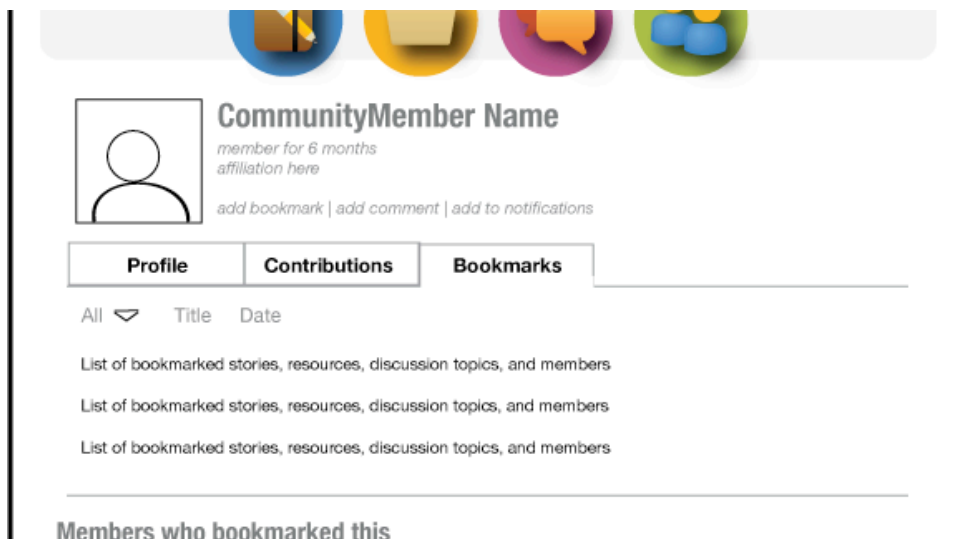 CommunityMember Name
member for 6 months
affiliation here
add bookmark | add comment | add to notifications
Profile Contributions Bookmarks
All Title Date
List of bookmarked stories, resources, discussion topics, and members
List of bookmarked stories, resources, discussion topics, and members
List of bookmarked stories, resources, discussion topics, and members
Members who bookmarked this